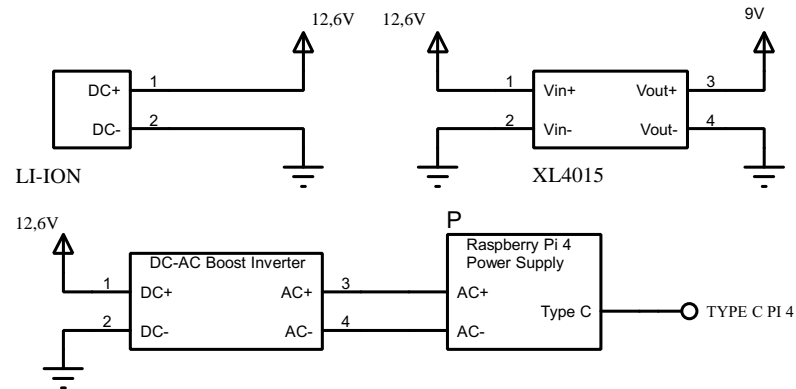 12,6V
1
DC+
DC-
2
LI-ION
12,6V
9V
1
Vin+
Vout+
3
2
Vin-
Vout-
4
XL4015
12,6V
DC-AC Boost Inverter
1
DC+
AC+
3
2
DC-
AC-
4
P
Raspberry Pi 4
Power Supply
AC+
Type C
AC-
TYPE C PI 4